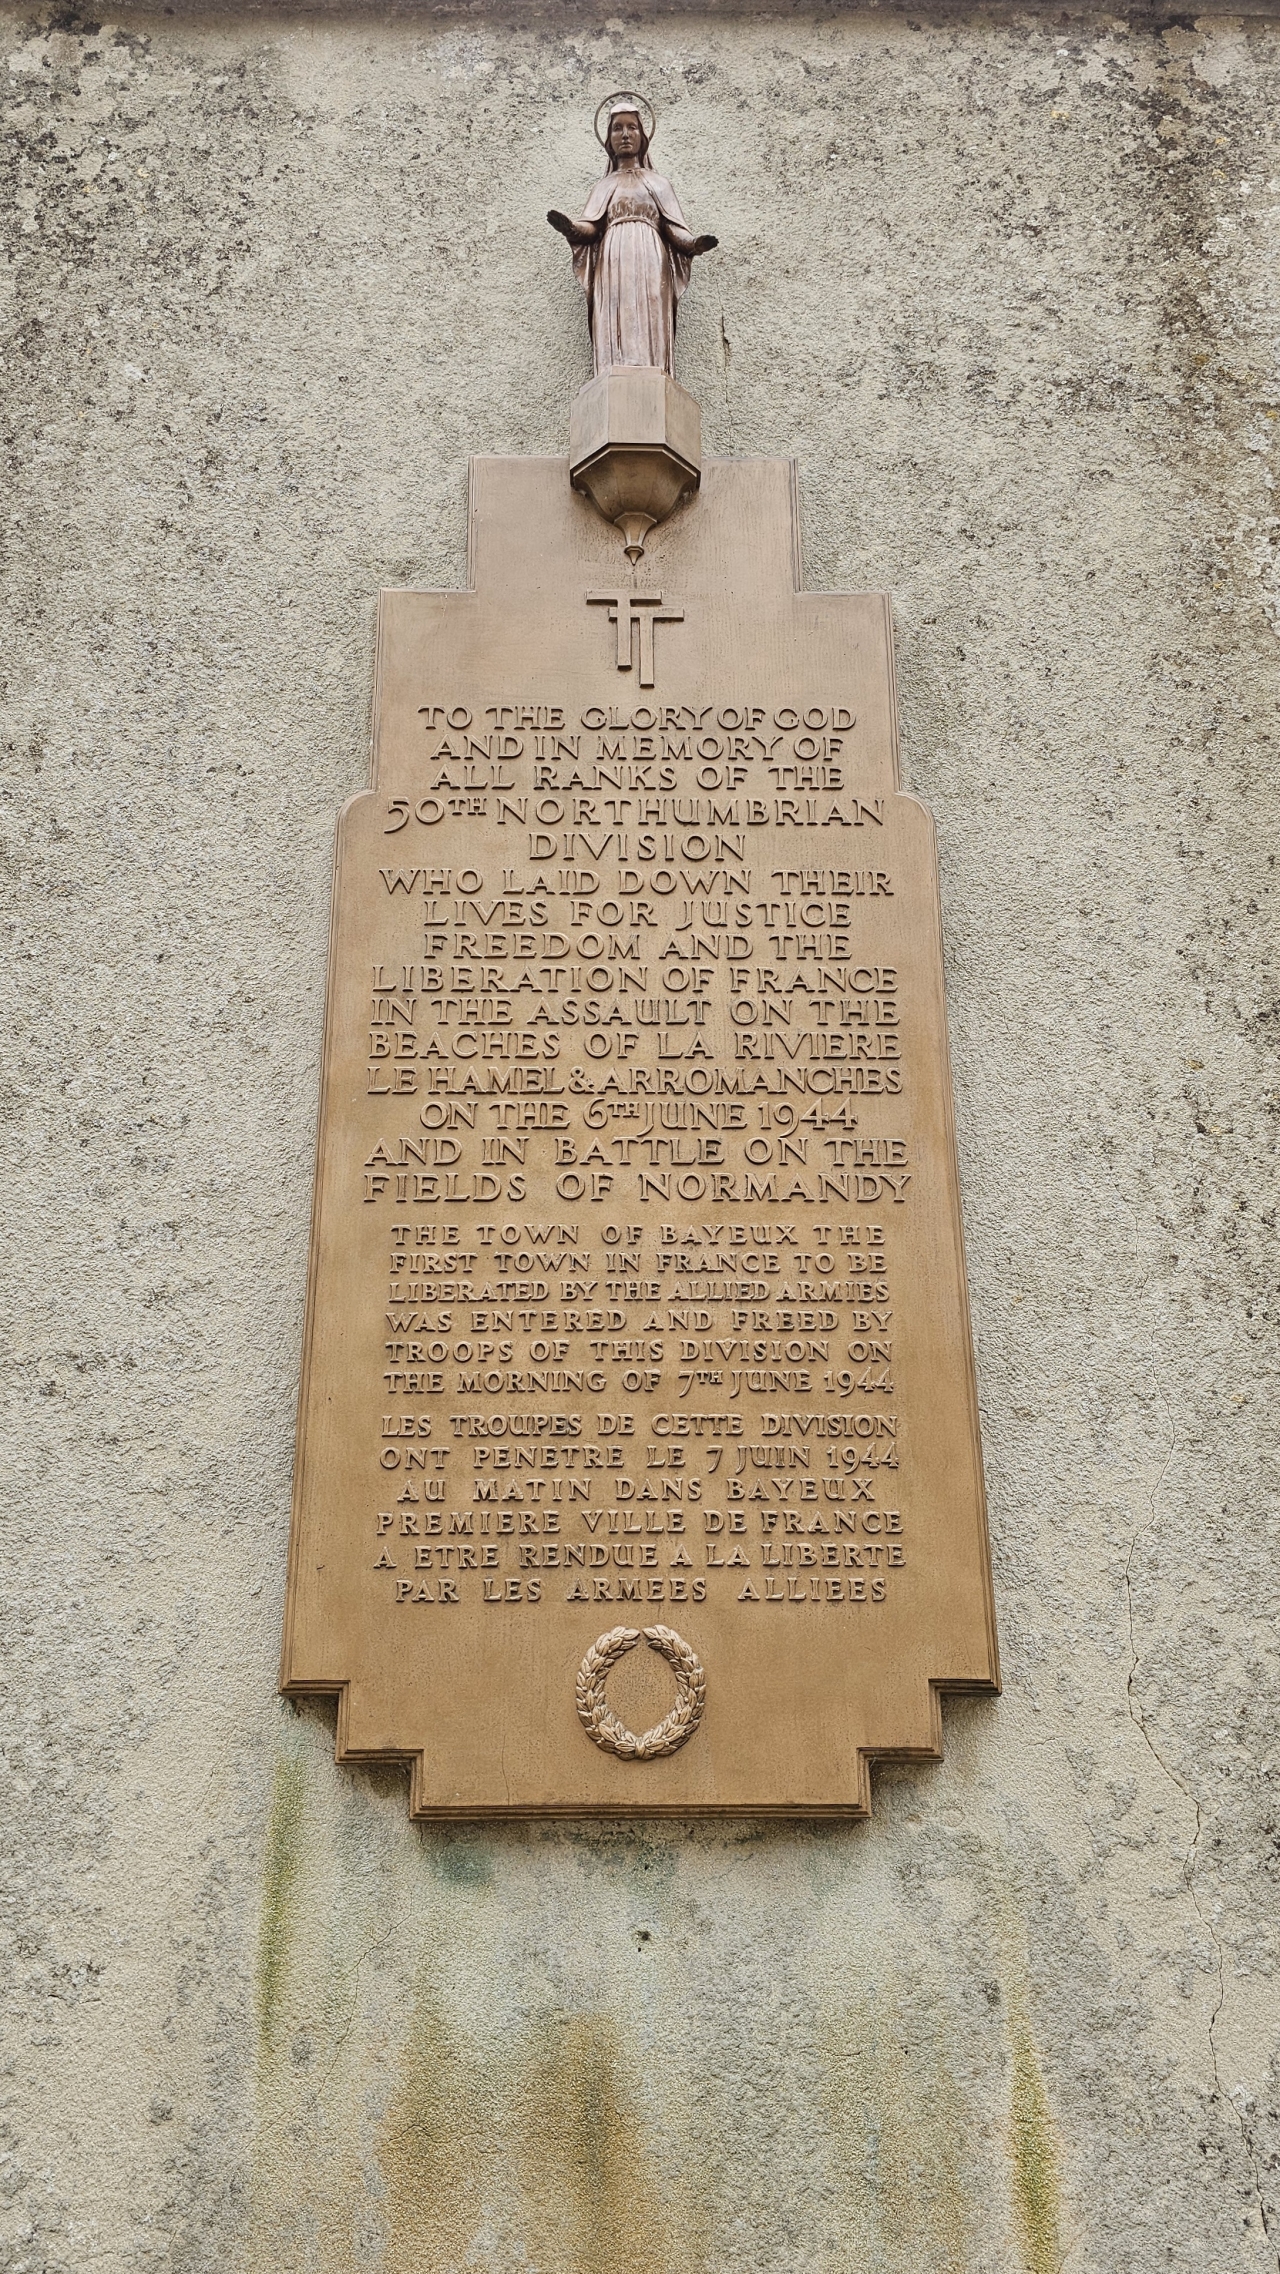 TT
TO THE GLORY OF GOD
AND IN MEMORY OF
ALL RANKS OF THE
50TH NORTHUMBRIAN
DIVISION
WHO LAID DOWN THEIR
LIVES FOR JUSTICE
FREEDOM AND THE
LIBERATION OF FRANCE
IN THE ASSAULT ON THE
BEACHES OF LA RIVIERE
LE HAMEL & ARROMANCHES
ON THE 6TH JUNE 1944
AND IN BATTLE ON THE
FIELDS OF NORMANDY
THE TOWN OF BAYEUX THE
FIRST TOWN IN FRANCE TO BE
LIBERATED BY THE ALLIED ARMIES
WAS ENTERED AND FREED BY
TROOPS OF THIS DIVISION ON
THE MORNING OF 7TH JUNE 1944
LES TROUPES DE CETTE DIVISION
ONT PENETRE LE 7 JUIN 1944
AU MATIN DANS BAYEUX
PREMIERE VILLE DE FRANCE
A ETRE RENDUE A LA LIBERTE
PAR LES ARMEES ALLIEES